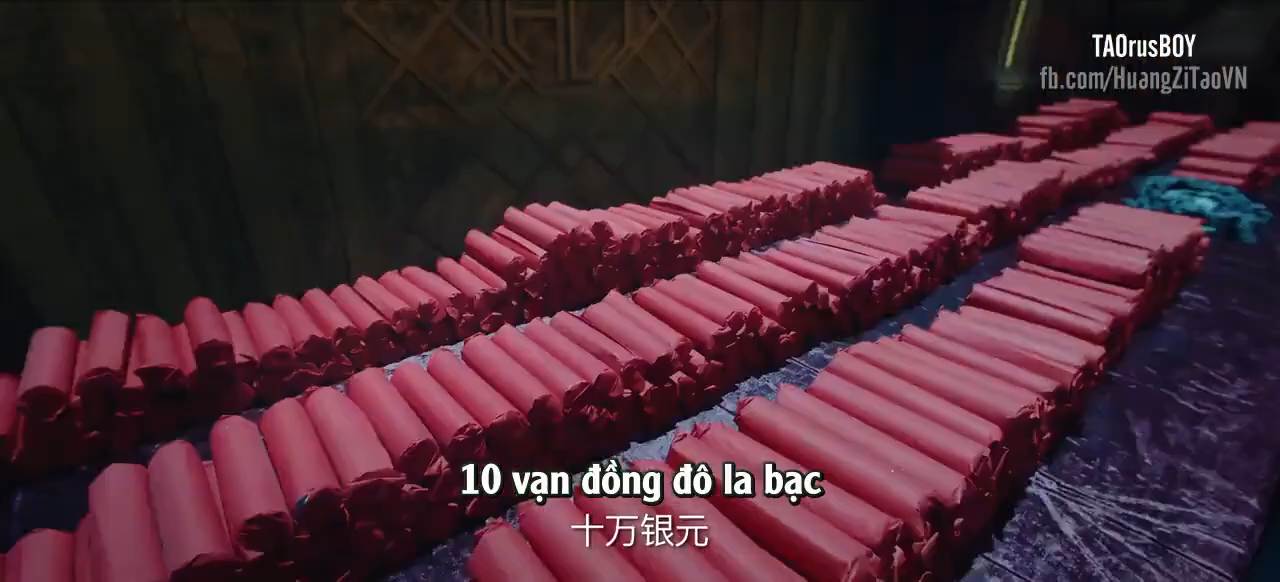 TAOrusBOY
fb.com/HuangZiTaoVN
10 vạn đồng đô la bạc
十万银元